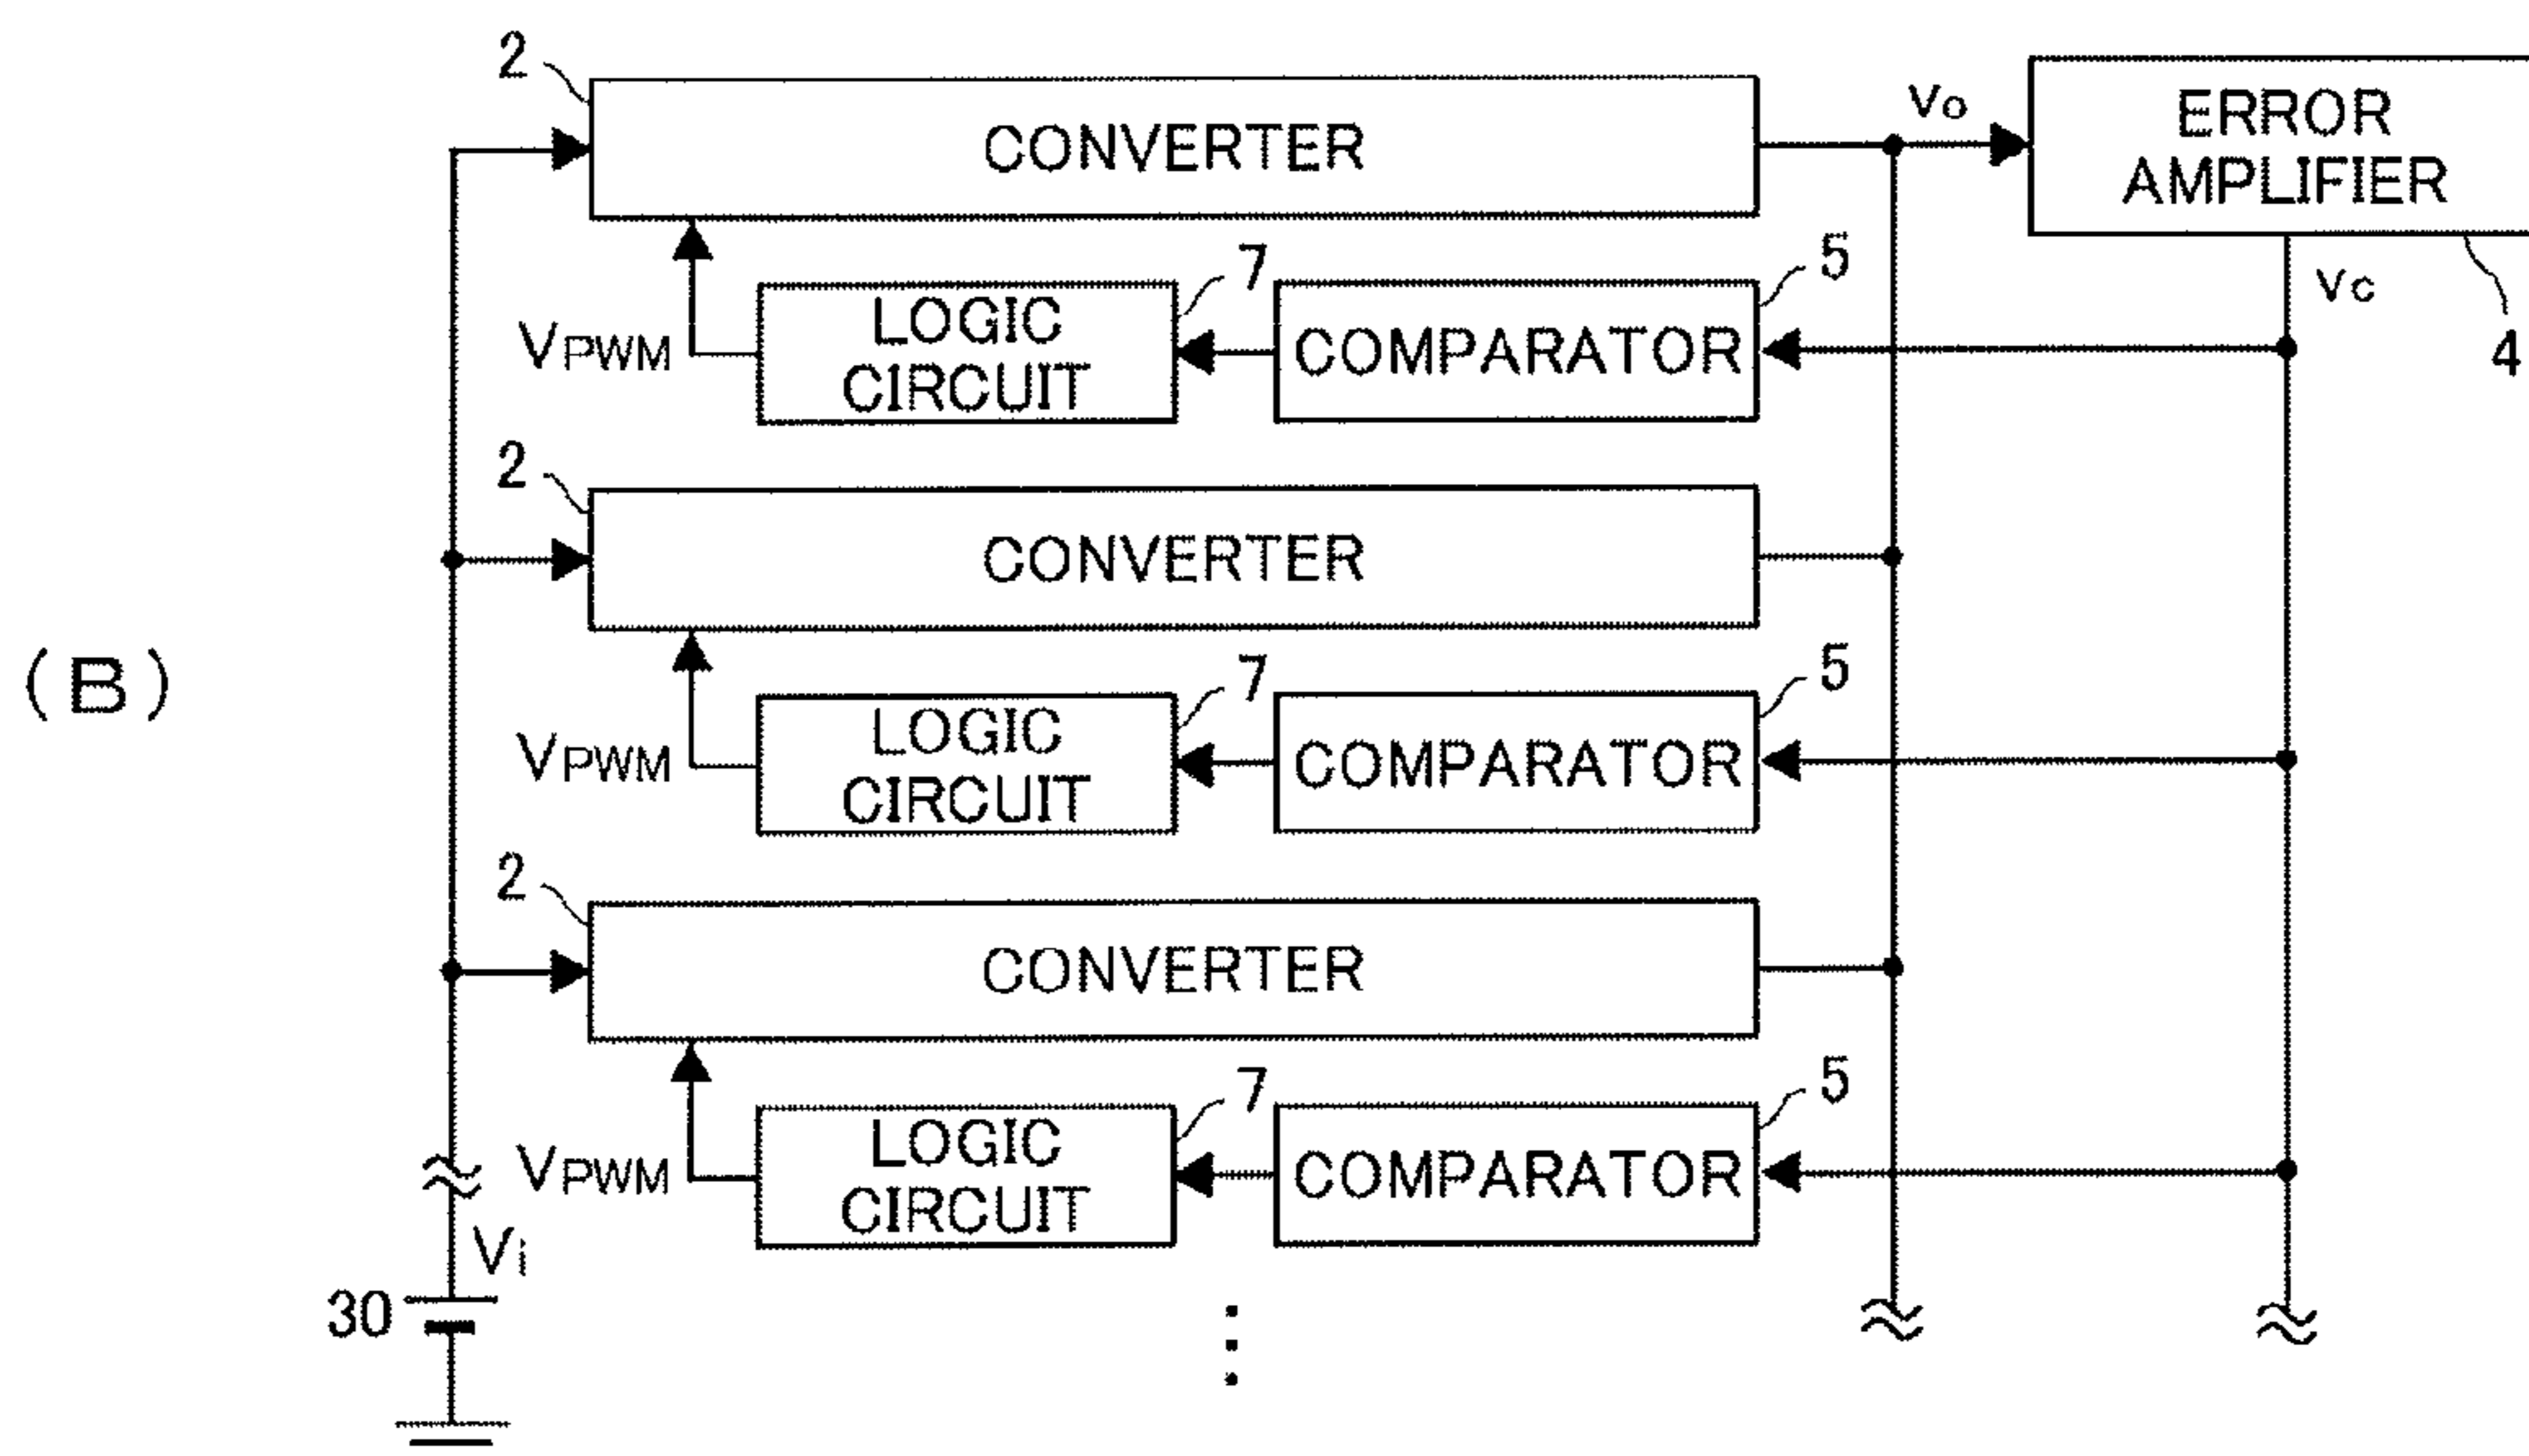 2
CONVERTER
vo
ERROR
AMPLIFIER
7
5
vc
4
VPWM
LOGIC
CIRCUIT
COMPARATOR
2
CONVERTER
(B)
7
5
VPWM
LOGIC
CIRCUIT
COMPARATOR
2
CONVERTER
7
5
VPWM
LOGIC
CIRCUIT
COMPARATOR
Vi
30